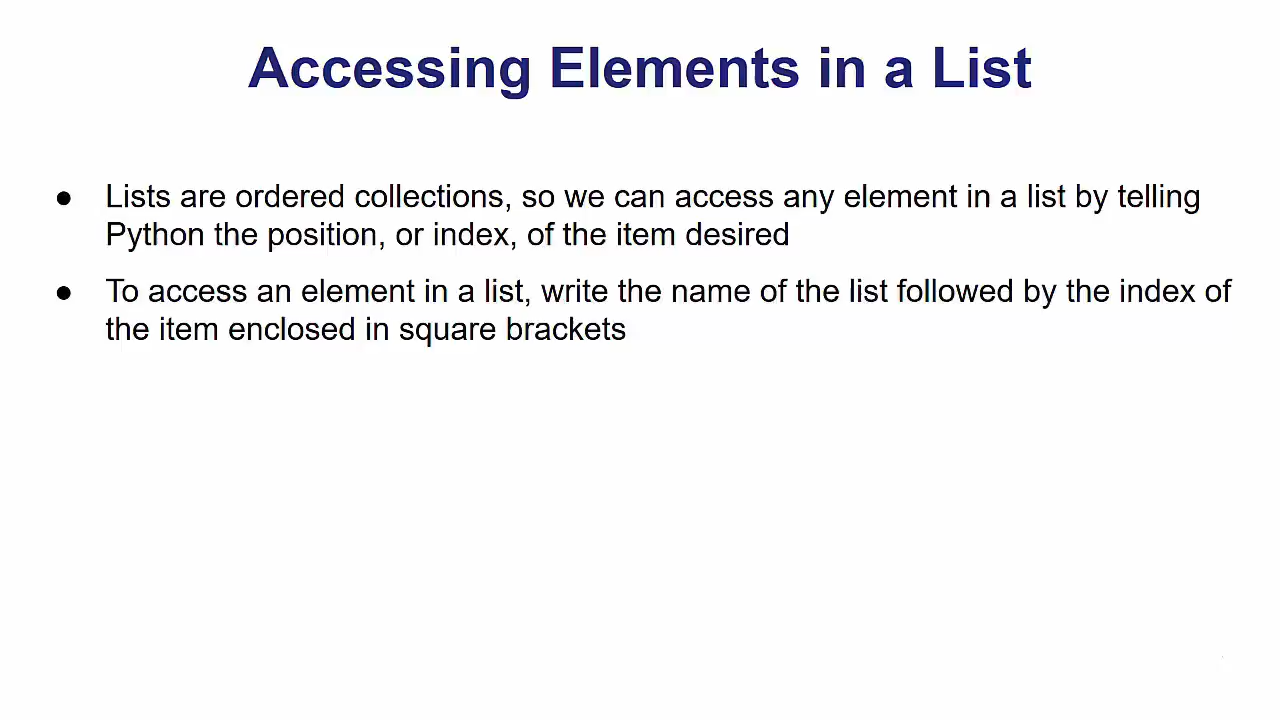 Accessing Elements in a List
● Lists are ordered collections, so we can access any element in a list by telling
Python the position, or index, of the item desired
● To access an element in a list, write the name of the list followed by the index of
the item enclosed in square brackets